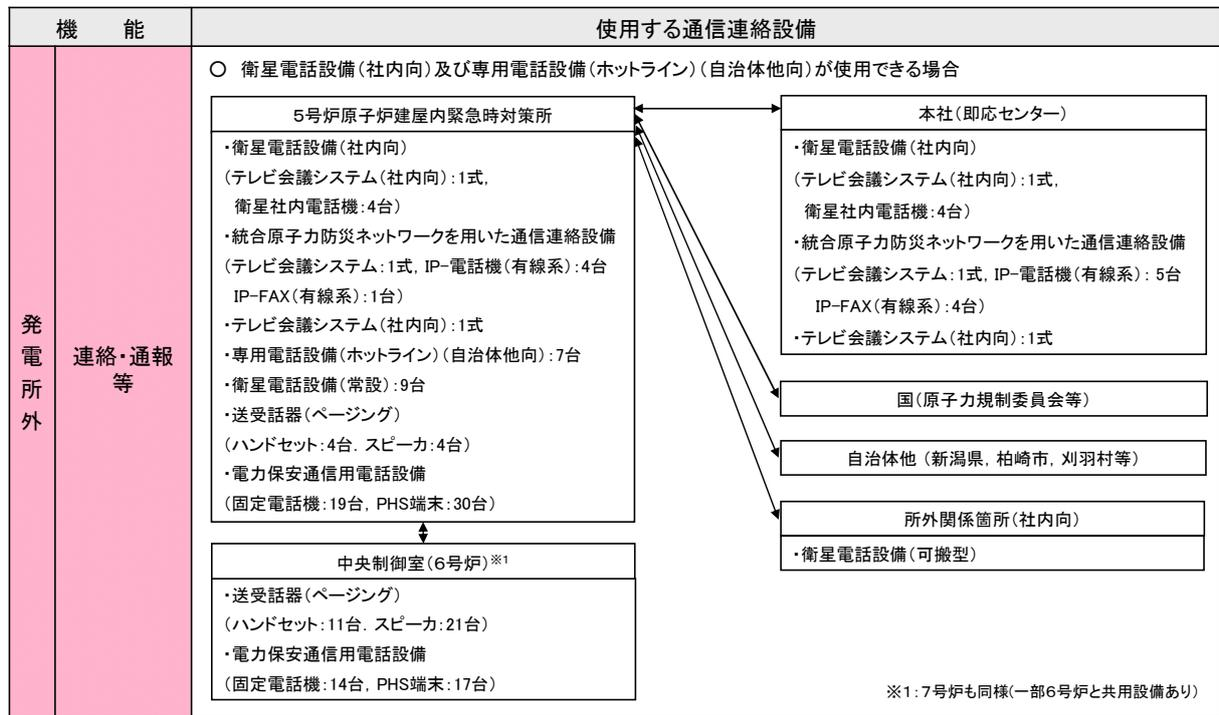 機　能
使用する通信連絡設備
発電所外
連絡・通報
等
○ 衛星電話設備(社内向)及び専用電話設備(ホットライン)(自治体他向)が使用できる場合
5号炉原子炉建屋内緊急時対策所
・衛星電話設備(社内向)
(テレビ会議システム(社内向):1式,
衛星社内電話機:4台)
・統合原子力防災ネットワークを用いた通信連絡設備
(テレビ会議システム:1式, IP-電話機(有線系):4台
IP-FAX(有線系):1台)
・テレビ会議システム(社内向):1式
・専用電話設備(ホットライン)(自治体他向):7台
・衛星電話設備(常設):9台
・送受話器(ページング)
(ハンドセット:4台. スピーカ:4台)
・電力保安通信用電話設備
(固定電話機:19台, PHS端末:30台)
中央制御室(6号炉)※1
・送受話器(ページング)
(ハンドセット:11台. スピーカ:21台)
・電力保安通信用電話設備
(固定電話機:14台, PHS端末:17台)
本社(即応センター)
・衛星電話設備(社内向)
(テレビ会議システム(社内向):1式,
衛星社内電話機:4台)
・統合原子力防災ネットワークを用いた通信連絡設備
(テレビ会議システム:1式, IP-電話機(有線系): 5台
IP-FAX(有線系):4台)
・テレビ会議システム(社内向):1式
国(原子力規制委員会等)
自治体他 (新潟県, 柏崎市, 刈羽村等)
所外関係箇所(社内向)
・衛星電話設備(可搬型)
※1:7号炉も同様(一部6号炉と共用設備あり)